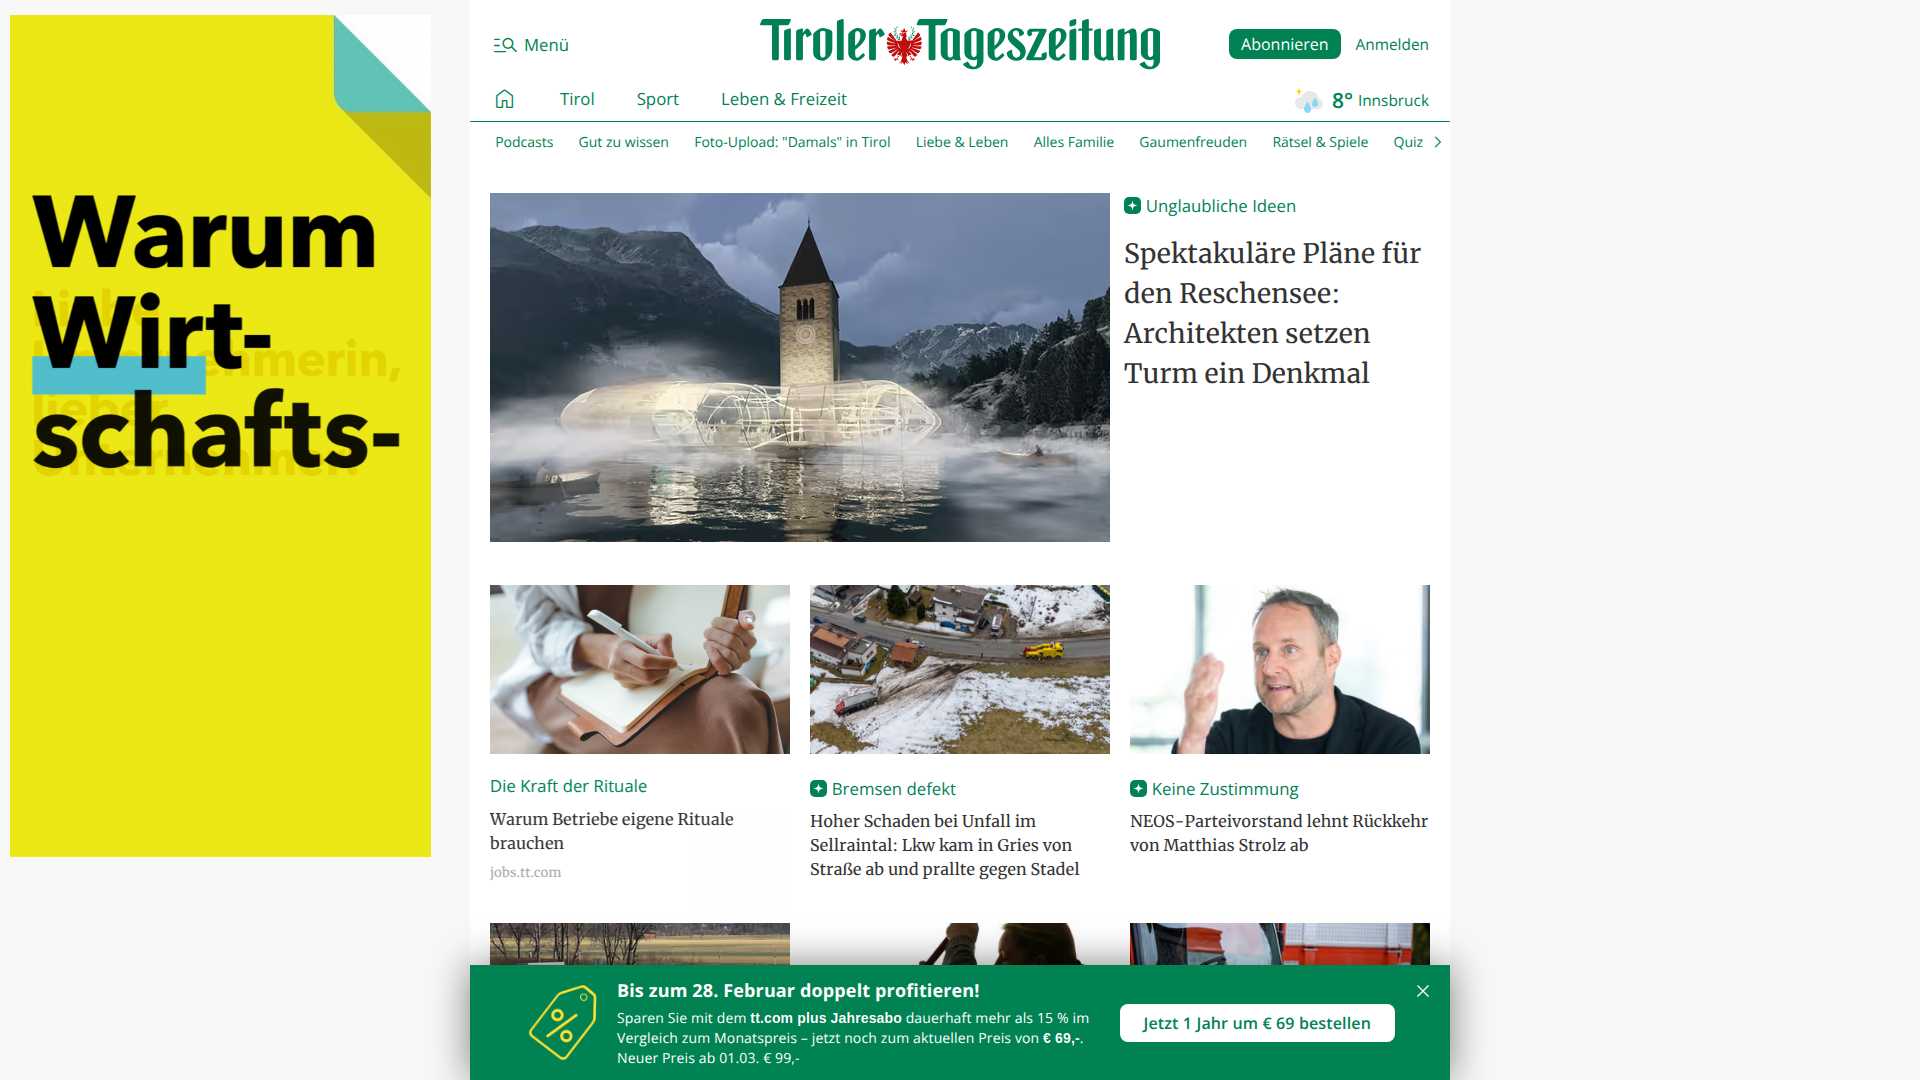 Warum
Wirt-
schafts-
Menü
Tiroler Tageszeitung
Abonnieren
Anmelden
Tirol
Sport
Leben & Freizeit
8° Innsbruck
Podcasts
Gut zu wissen
Foto-Upload: "Damals" in Tirol
Liebe & Leben
Alles Familie
Gaumenfreuden
Rätsel & Spiele
Quiz
Unglaubliche Ideen
Spektakuläre Pläne für
den Reschensee:
Architekten setzen
Turm ein Denkmal
Die Kraft der Rituale
Warum Betriebe eigene Rituale
brauchen
jobs.tt.com
Bremsen defekt
Hoher Schaden bei Unfall im
Sellraintal: Lkw kam in Gries von
Straße ab und prallte gegen Stadel
Keine Zustimmung
NEOS-Parteivorstand lehnt Rückkehr
von Matthias Strolz ab
Bis zum 28. Februar doppelt profitieren!
Sparen Sie mit dem tt.com plus Jahresabo dauerhaft mehr als 15 % im
Vergleich zum Monatspreis – jetzt noch zum aktuellen Preis von € 69,-.
Neuer Preis ab 01.03. € 99,-
Jetzt 1 Jahr um € 69 bestellen